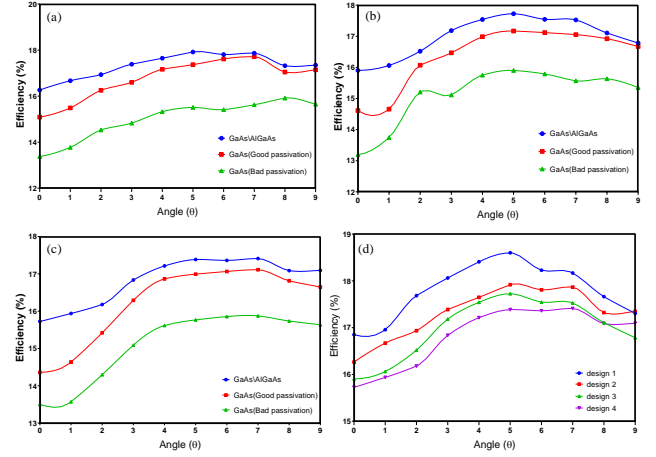 (a)
Efficiency (%)
20
18
16
14
12
GaAs\AlGaAs
GaAs(Good passivation)
GaAs(Bad passivation)
0 1 2 3 4 5 6 7 8 9
Angle (θ)
(b)
Efficiency (%)
18
17
16
15
14
13
12
GaAs\AlGaAs
GaAs(Good passivation)
GaAs(Bad passivation)
0 1 2 3 4 5 6 7 8 9
Angle (θ)
(c)
Efficiency (%)
18
17
16
15
14
13
GaAs\AlGaAs
GaAs(Good passivation)
GaAs(Bad passivation)
0 1 2 3 4 5 6 7 8 9
Angle (θ)
(d)
Efficiency (%)
19
18
17
16
15
design 1
design 2
design 3
design 4
0 1 2 3 4 5 6 7 8 9
Angle (θ)